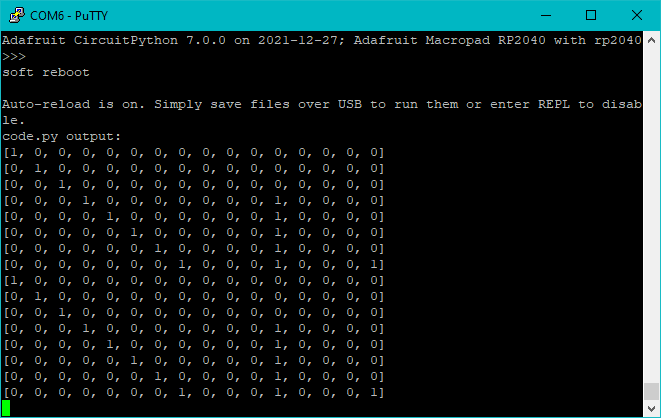 COM6 - PuTTY
Adafruit CircuitPython 7.0.0 on 2021-12-27; Adafruit Macropad RP2040 with rp2040
>>>
soft reboot
Auto-reload is on. Simply save files over USB to run them or enter REPL to disab
le.
code.py output:
[1, 0, 0, 0, 0, 0, 0, 0, 0, 0, 0, 0, 0, 0, 0, 0]
[0, 1, 0, 0, 0, 0, 0, 0, 0, 0, 0, 0, 0, 0, 0, 0]
[0, 0, 1, 0, 0, 0, 0, 0, 0, 0, 0, 0, 0, 0, 0, 0]
[0, 0, 0, 1, 0, 0, 0, 0, 0, 0, 0, 1, 0, 0, 0, 0]
[0, 0, 0, 0, 1, 0, 0, 0, 0, 0, 0, 1, 0, 0, 0, 0]
[0, 0, 0, 0, 0, 1, 0, 0, 0, 0, 0, 1, 0, 0, 0, 0]
[0, 0, 0, 0, 0, 0, 1, 0, 0, 0, 0, 1, 0, 0, 0, 0]
[0, 0, 0, 0, 0, 0, 0, 1, 0, 0, 0, 1, 0, 0, 0, 1]
[1, 0, 0, 0, 0, 0, 0, 0, 0, 0, 0, 0, 0, 0, 0, 0]
[0, 1, 0, 0, 0, 0, 0, 0, 0, 0, 0, 0, 0, 0, 0, 0]
[0, 0, 1, 0, 0, 0, 0, 0, 0, 0, 0, 0, 0, 0, 0, 0]
[0, 0, 0, 1, 0, 0, 0, 0, 0, 0, 0, 1, 0, 0, 0, 0]
[0, 0, 0, 0, 1, 0, 0, 0, 0, 0, 0, 1, 0, 0, 0, 0]
[0, 0, 0, 0, 0, 1, 0, 0, 0, 0, 0, 1, 0, 0, 0, 0]
[0, 0, 0, 0, 0, 0, 1, 0, 0, 0, 0, 1, 0, 0, 0, 0]
[0, 0, 0, 0, 0, 0, 0, 1, 0, 0, 0, 1, 0, 0, 0, 1]